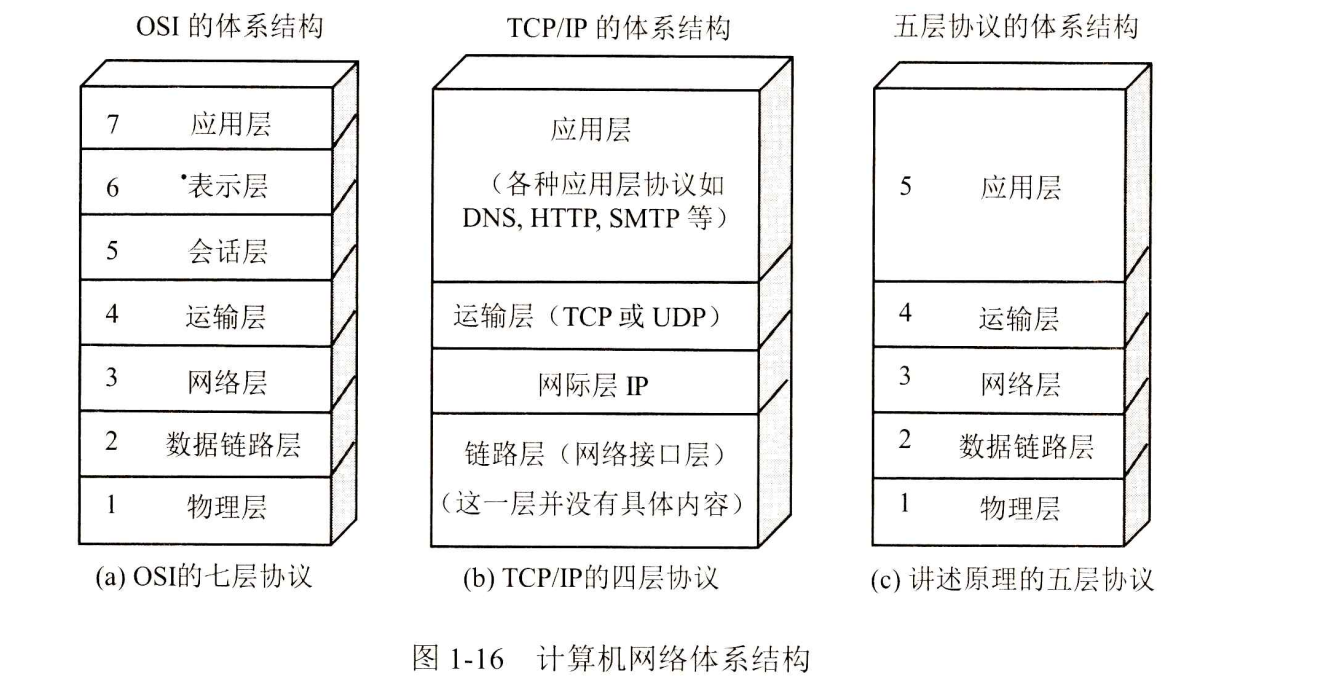 OSI 的体系结构
7 应用层
6 表示层
5 会话层
4 运输层
3 网络层
2 数据链路层
1 物理层
(a) OSI的七层协议
TCP/IP 的体系结构
应用层
（各种应用层协议如
DNS, HTTP, SMTP 等）
运输层（TCP 或 UDP）
网际层 IP
链路层（网络接口层）
（这一层并没有具体内容）
(b) TCP/IP的四层协议
五层协议的体系结构
5 应用层
4 运输层
3 网络层
2 数据链路层
1 物理层
(c) 讲述原理的五层协议
图 1-16 计算机网络体系结构